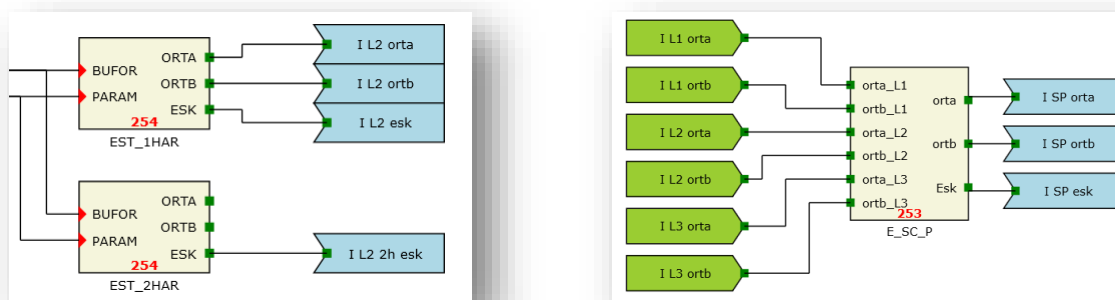 BUFOR
PARAM
ORTA
ORTB
ESK
254
EST_1HAR
I L2 orta
I L2 ortb
I L2 esk
BUFOR
PARAM
ORTA
ORTB
ESK
254
EST_2HAR
I L2 2h esk
I L1 orta
I L1 ortb
I L2 orta
I L2 ortb
I L3 orta
I L3 ortb
orta_L1
ortb_L1
orta_L2
ortb_L2
orta_L3
ortb_L3
orta
ortb
Esk
253
E_SC_P
I SP orta
I SP ortb
I SP esk